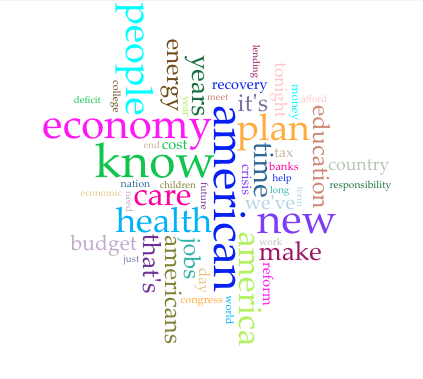 people
lending
energy
years
tonight
college
recovery
money
year
meet
afford
deficit
it's
economy
american
plan
education
end
cost
time
tax
know
country
crisis
banks
nation
children
future
help
long
responsibility
economic
need
care
we've
term
health
new
budget
that's
americans
jobs
america
work
make
just
day
reform
congress
world